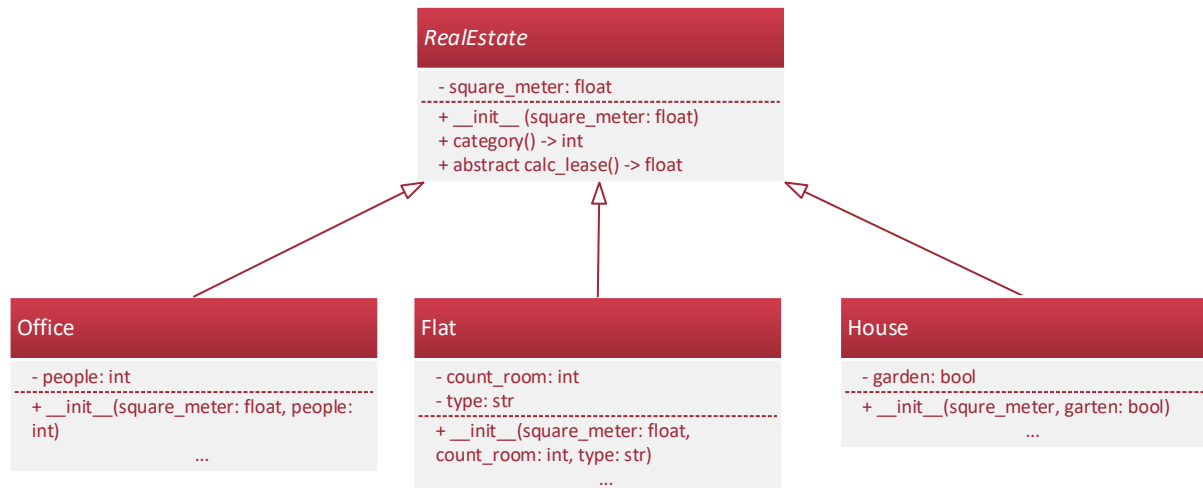 RealEstate
- square_meter: float
+ __init__ (square_meter: float)
+ category() -> int
+ abstract calc_lease() -> float
Office
- people: int
+ __init__(square_meter: float, people:
int)
...
Flat
- count_room: int
- type: str
+ __init__(square_meter: float,
count_room: int, type: str)
...
House
- garden: bool
+ __init__(squre_meter, garten: bool)
...